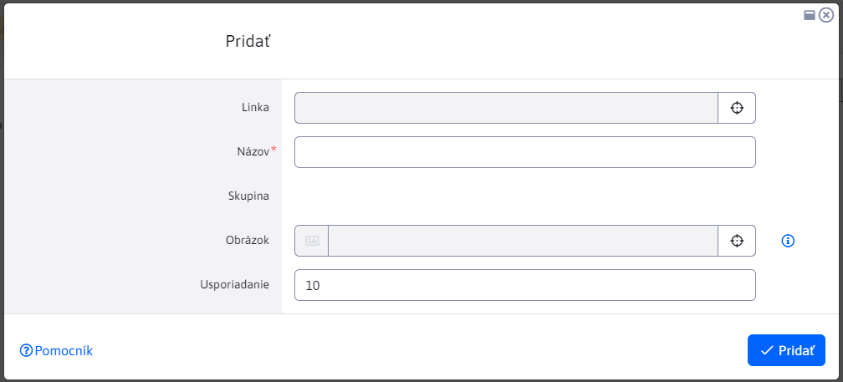 Pridať
Linka
Názov*
Skupina
Obrázok
Usporiadanie
10
Pomocník
Pridať